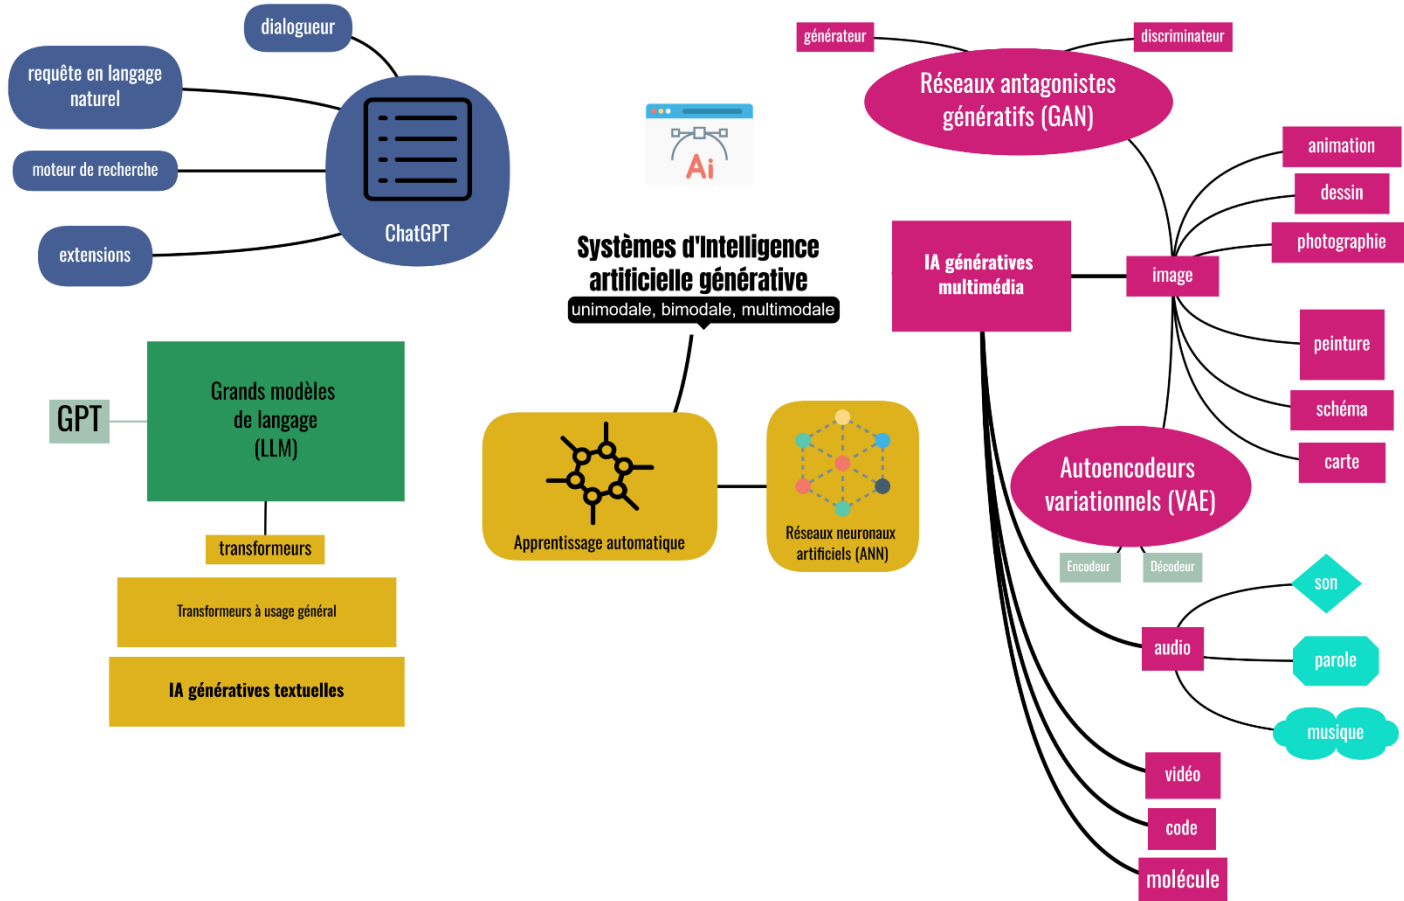 dialogueur
requête en langage
naturel
moteur de recherche
extensions
ChatGPT
Ai
Systèmes d'Intelligence
artificielle générative
unimodale, bimodale, multimodale
générateur
discriminateur
Réseaux antagonistes
génératifs (GAN)
IA génératives
multimédia
image
animation
dessin
photographie
peinture
schéma
carte
GPT
Grands modèles
de langage
(LLM)
transformeurs
Transformeurs à usage général
IA génératives textuelles
Apprentissage automatique
Réseaux neuronaux
artificiels (ANN)
Autoencodeurs
variationnels (VAE)
Encodeur
Décodeur
audio
son
parole
musique
vidéo
code
molécule